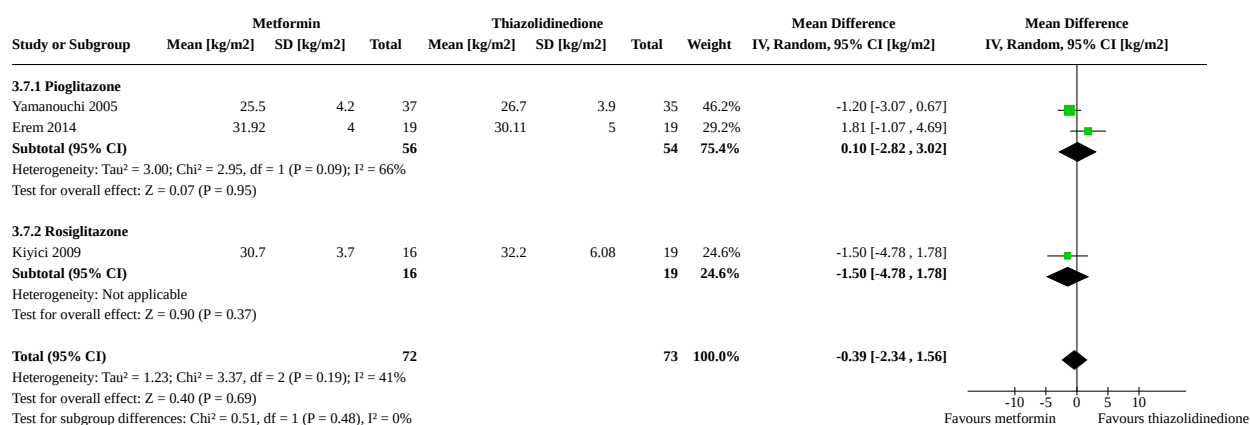 Metformin Thiazolidinedione Mean Difference Mean Difference
Study or Subgroup Mean [kg/m2] SD [kg/m2] Total Mean [kg/m2] SD [kg/m2] Total Weight IV, Random, 95% CI [kg/m2] IV, Random, 95% CI [kg/m2]
3.7.1 Pioglitazone
Yamanouchi 2005 25.5 4.2 37 26.7 3.9 35 46.2% -1.20 [-3.07 , 0.67]
Erem 2014 31.92 4 19 30.11 5 19 29.2% 1.81 [-1.07 , 4.69]
Subtotal (95% CI) 56 54 75.4% 0.10 [-2.82 , 3.02]
Heterogeneity: Tau² = 3.00; Chi² = 2.95, df = 1 (P = 0.09); I² = 66%
Test for overall effect: Z = 0.07 (P = 0.95)
3.7.2 Rosiglitazone
Kiyici 2009 30.7 3.7 16 32.2 6.08 19 24.6% -1.50 [-4.78 , 1.78]
Subtotal (95% CI) 16 19 24.6% -1.50 [-4.78 , 1.78]
Heterogeneity: Not applicable
Test for overall effect: Z = 0.90 (P = 0.37)
Total (95% CI) 72 73 100.0% -0.39 [-2.34 , 1.56]
Heterogeneity: Tau² = 1.23; Chi² = 3.37, df = 2 (P = 0.19); I² = 41%
Test for overall effect: Z = 0.40 (P = 0.69) -10 -5 0 5 10
Test for subgroup differences: Chi² = 0.51, df = 1 (P = 0.48), I² = 0% Favours metformin Favours thiazolidinedione